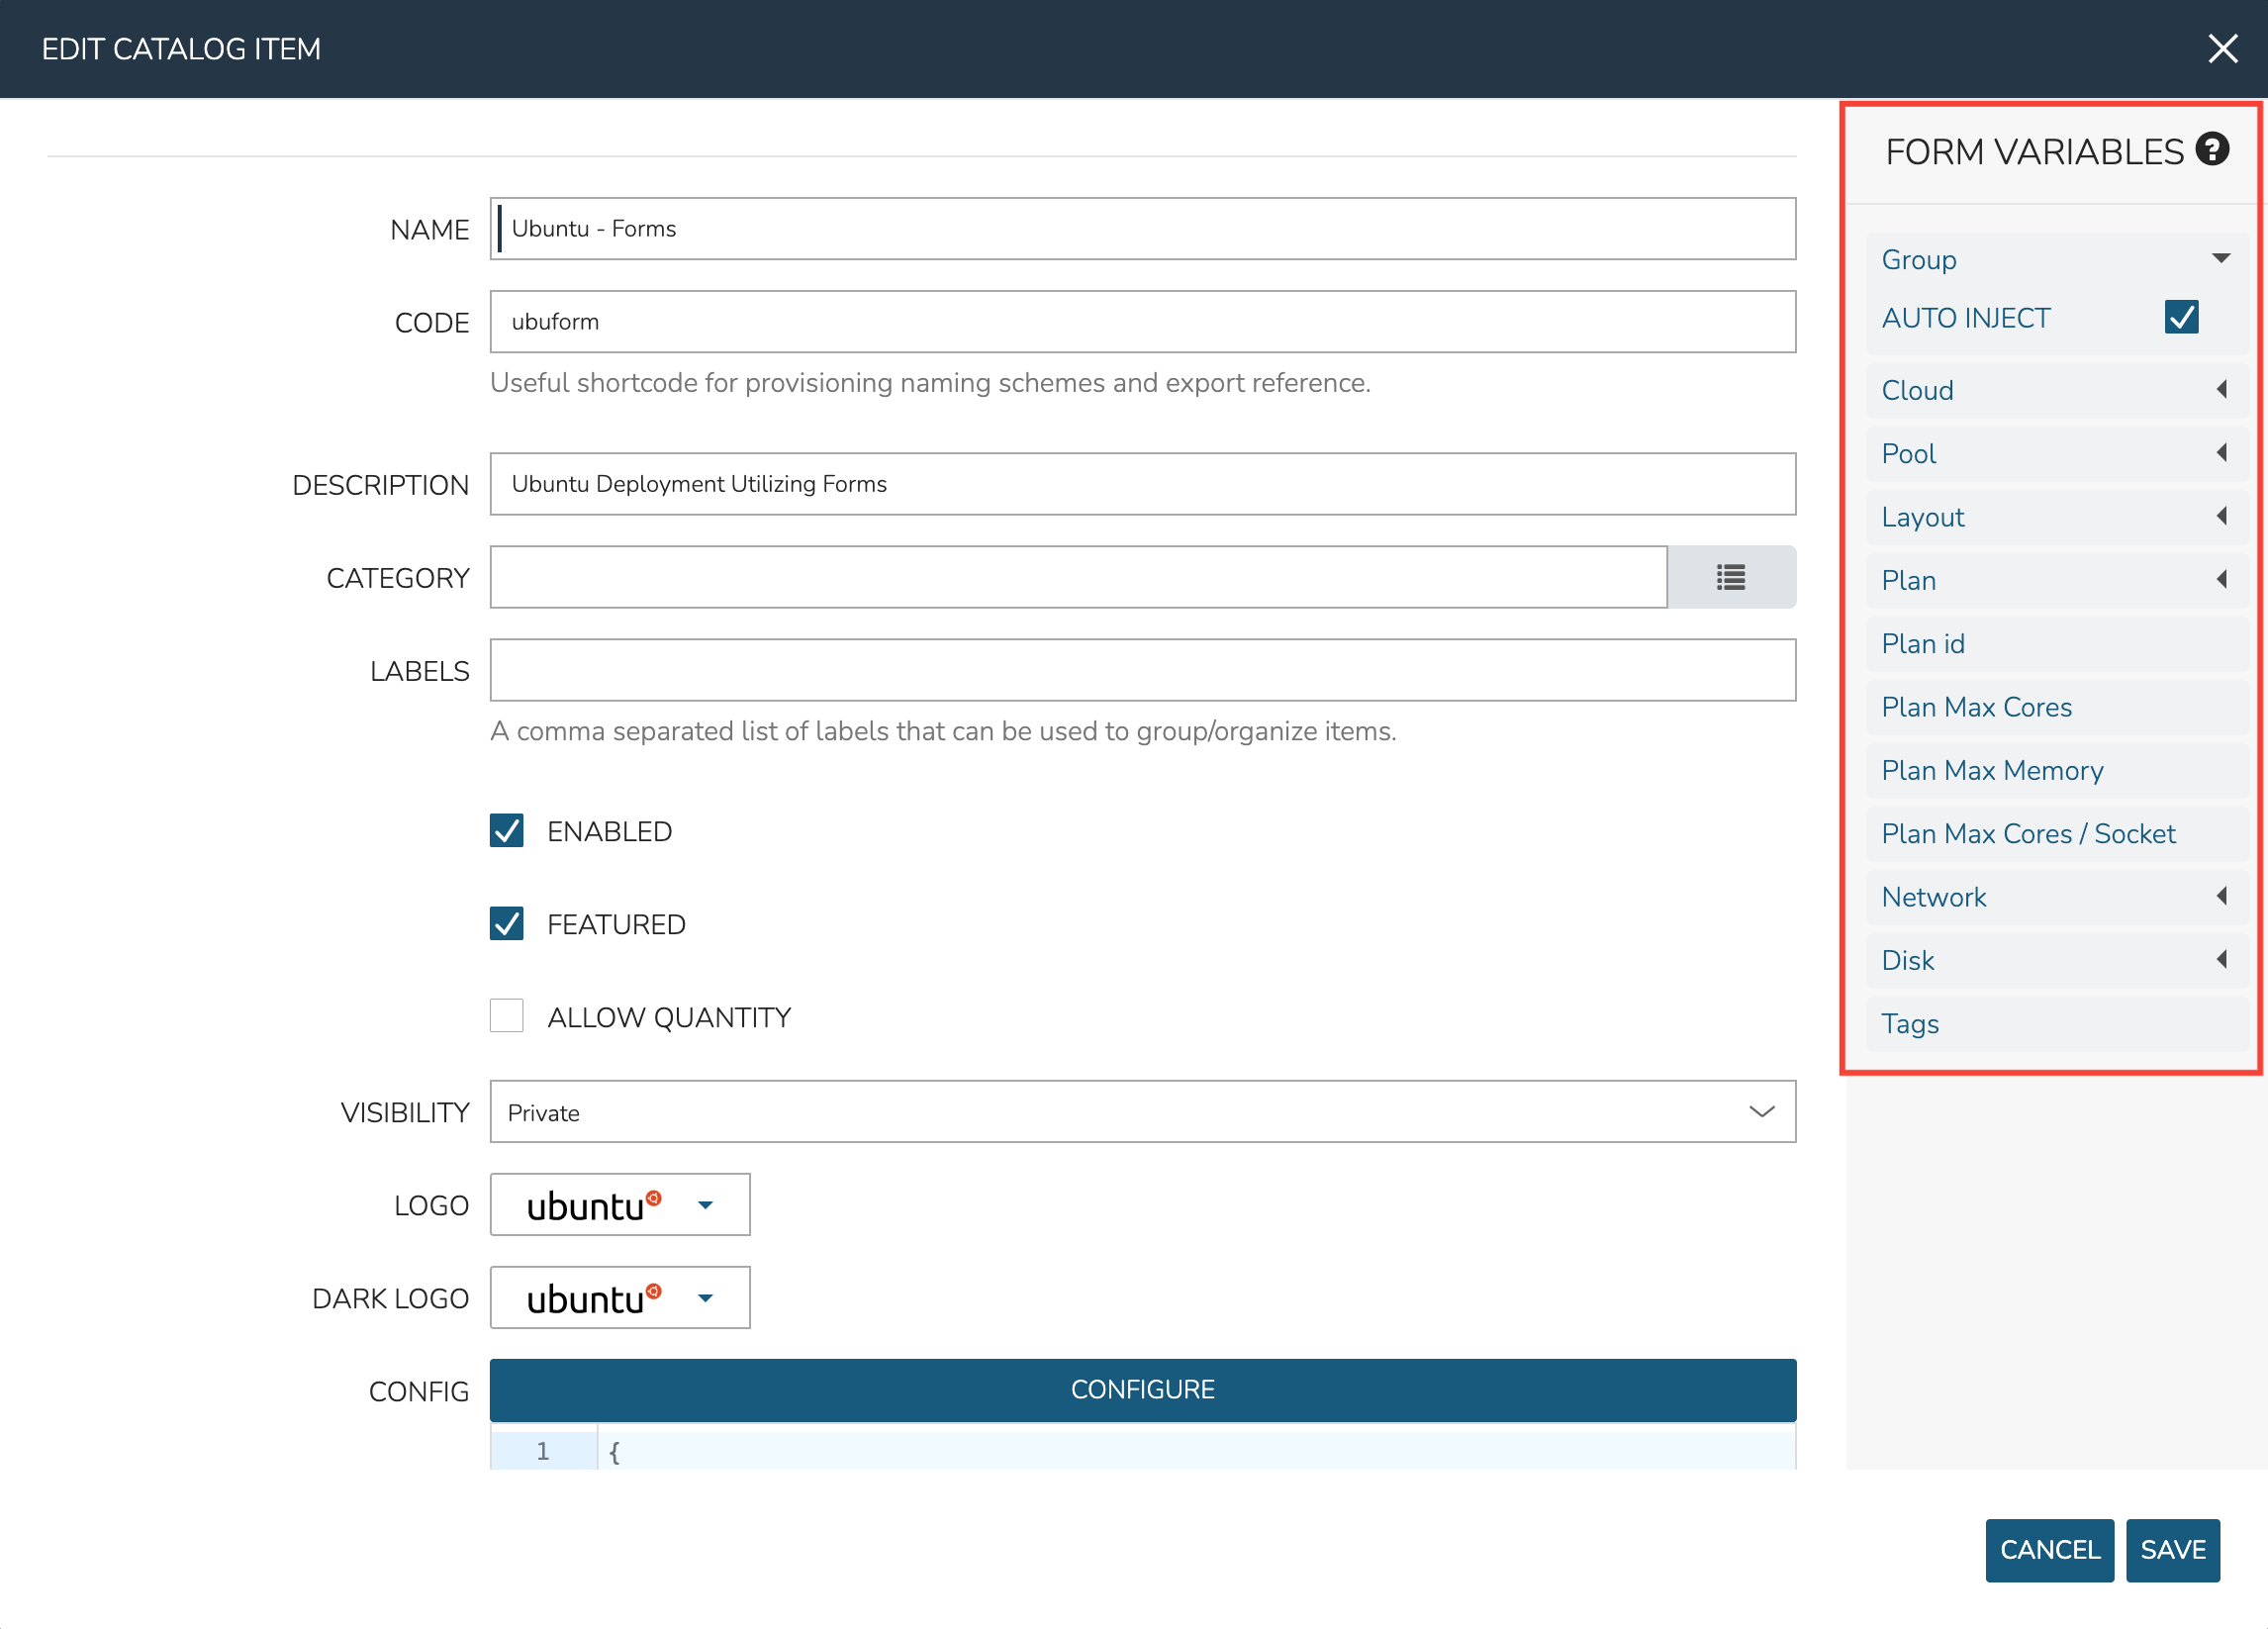 EDIT CATALOG ITEM
NAME
Ubuntu - Forms
CODE
ubuform
Useful shortcode for provisioning naming schemes and export reference.
DESCRIPTION
Ubuntu Deployment Utilizing Forms
CATEGORY
LABELS
A comma separated list of labels that can be used to group/organize items.
ENABLED
FEATURED
ALLOW QUANTITY
VISIBILITY
Private
LOGO
ubuntu
DARK LOGO
ubuntu
CONFIG
CONFIGURE
1 {
FORM VARIABLES ?
Group
AUTO INJECT
Cloud
Pool
Layout
Plan
Plan id
Plan Max Cores
Plan Max Memory
Plan Max Cores / Socket
Network
Disk
Tags
CANCEL SAVE